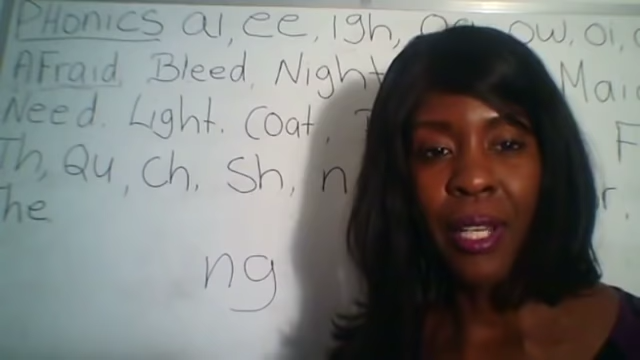 PHonics ai, ee, igh, oa, ow, oi,
AFraid, Bleed, Night
Need. Light. Coat.
Th, Qu, Ch, Sh, n
The
ng